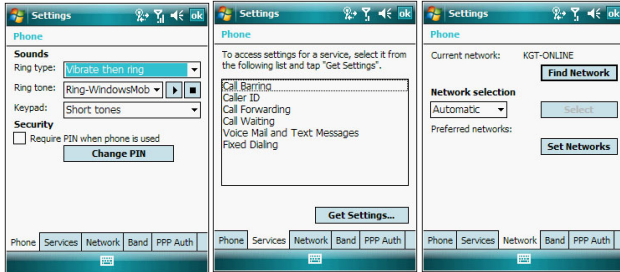 Settings
ok
Phone
Sounds
Ring type: Vibrate then ring
Ring tone: Ring-WindowsMob
Keypad: Short tones
Security
Require PIN when phone is used
Change PIN
Phone Services Network Band PPP Auth
Settings
ok
Phone
To access settings for a service, select it from
the following list and tap "Get Settings".
Call Barring
Caller ID
Call Forwarding
Call Waiting
Voice Mail and Text Messages
Fixed Dialing
Get Settings...
Phone Services Network Band PPP Auth
Settings
ok
Phone
Current network: KGT-ONLINE
Find Network
Network selection
Automatic Select
Preferred networks:
Set Networks
Phone Services Network Band PPP Auth